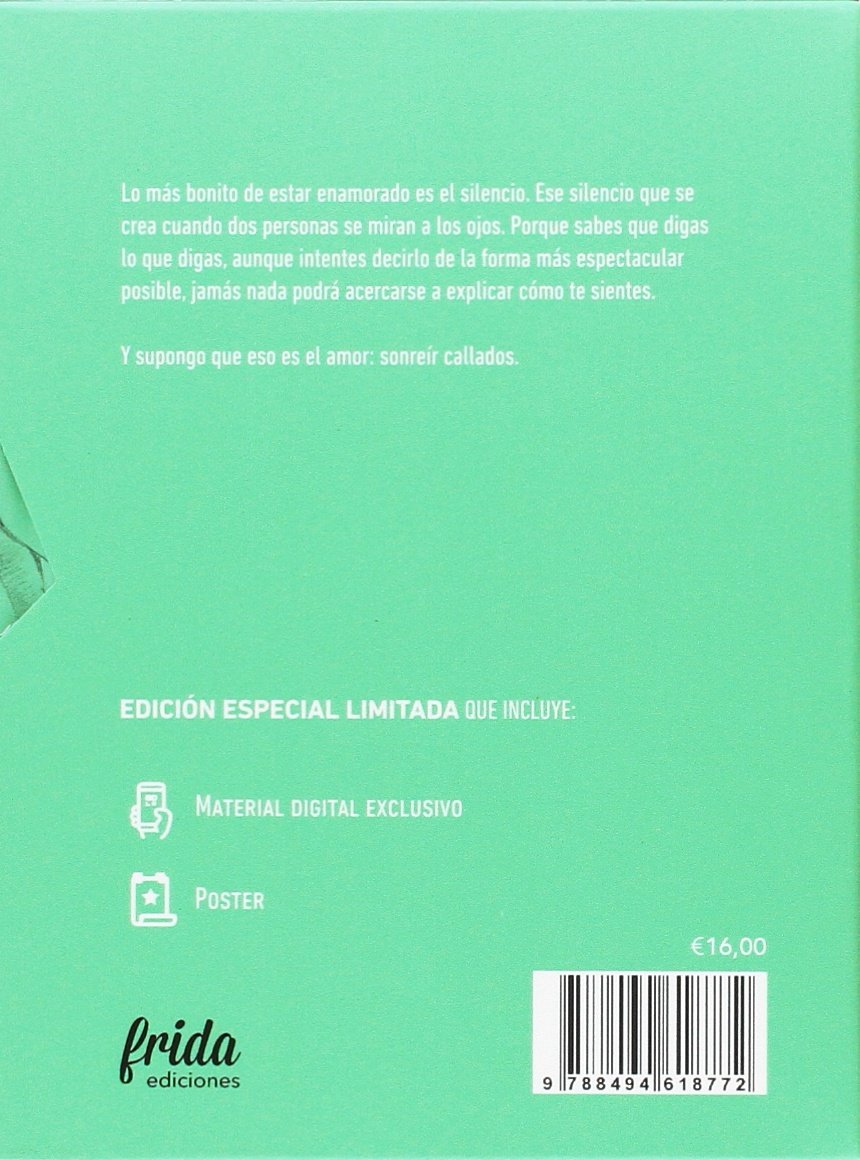 Lo más bonito de estar enamorado es el silencio. Ese silencio que se
crea cuando dos personas se miran a los ojos. Porque sabes que digas
lo que digas, aunque intentes decirlo de la forma más espectacular
posible, jamás nada podrá acercarse a explicar cómo te sientes.
Y supongo que eso es el amor: sonreír callados.
EDICIÓN ESPECIAL LIMITADA QUE INCLUYE:
MATERIAL DIGITAL EXCLUSIVO
POSTER
€16,00
9 788494 618772
frida
ediciones